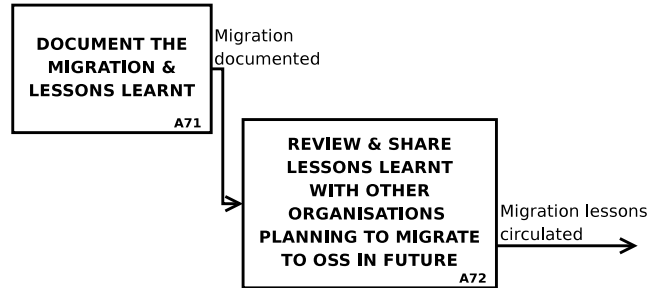 DOCUMENT THE
MIGRATION &
LESSONS LEARNT
A71
Migration
documented
REVIEW & SHARE
LESSONS LEARNT
WITH OTHER
ORGANISATIONS
PLANNING TO MIGRATE
TO OSS IN FUTURE
A72
Migration lessons
circulated